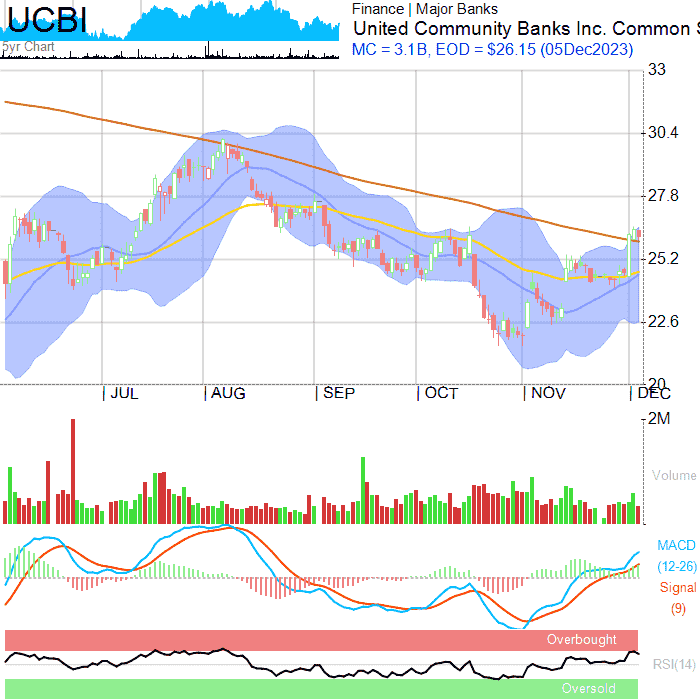 UCBI
5yr Chart
Finance | Major Banks
United Community Banks Inc. Common S
MC = 3.1B, EOD = $26.15 (05Dec2023)
33
30.4
27.8
25.2
22.6
20
JUL AUG SEP OCT NOV DEC
2M
Volume
MACD
(12-26)
Signal
(9)
Overbought
RSI(14)
Oversold